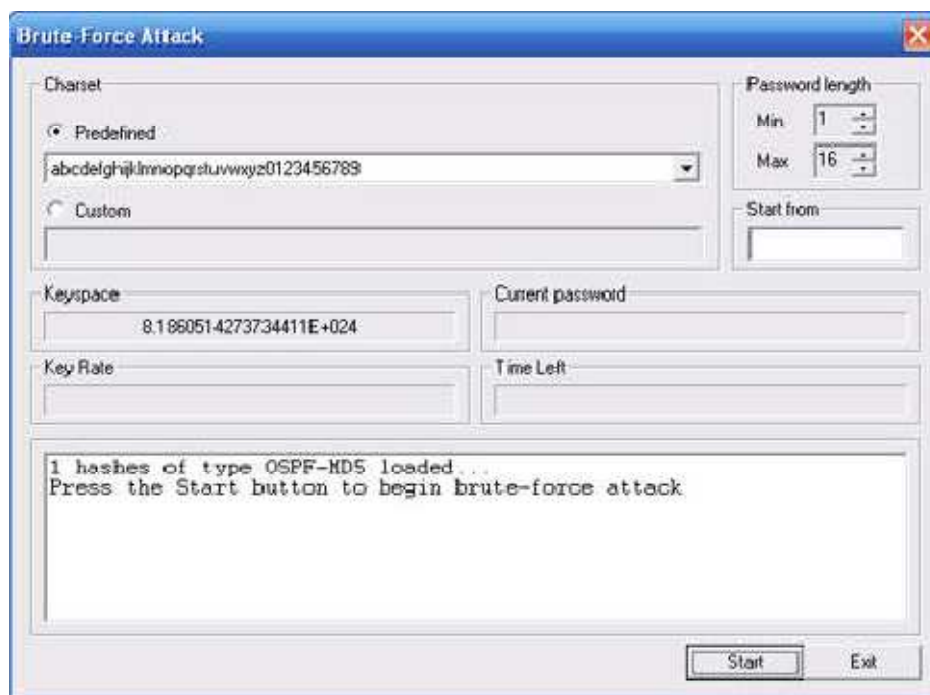 Brute-Force Attack
Charset
Predefined
abcdefghijklmnopqrstuvwxyz0123456789
Custom
Password length
Min 1
Max 16
Start from
Keyspace
8.186051427373441​1E+024
Current password
Key Rate
Time Left
1 hashes of type OSPF-MD5 loaded...
Press the Start button to begin brute-force attack
Start
Exit